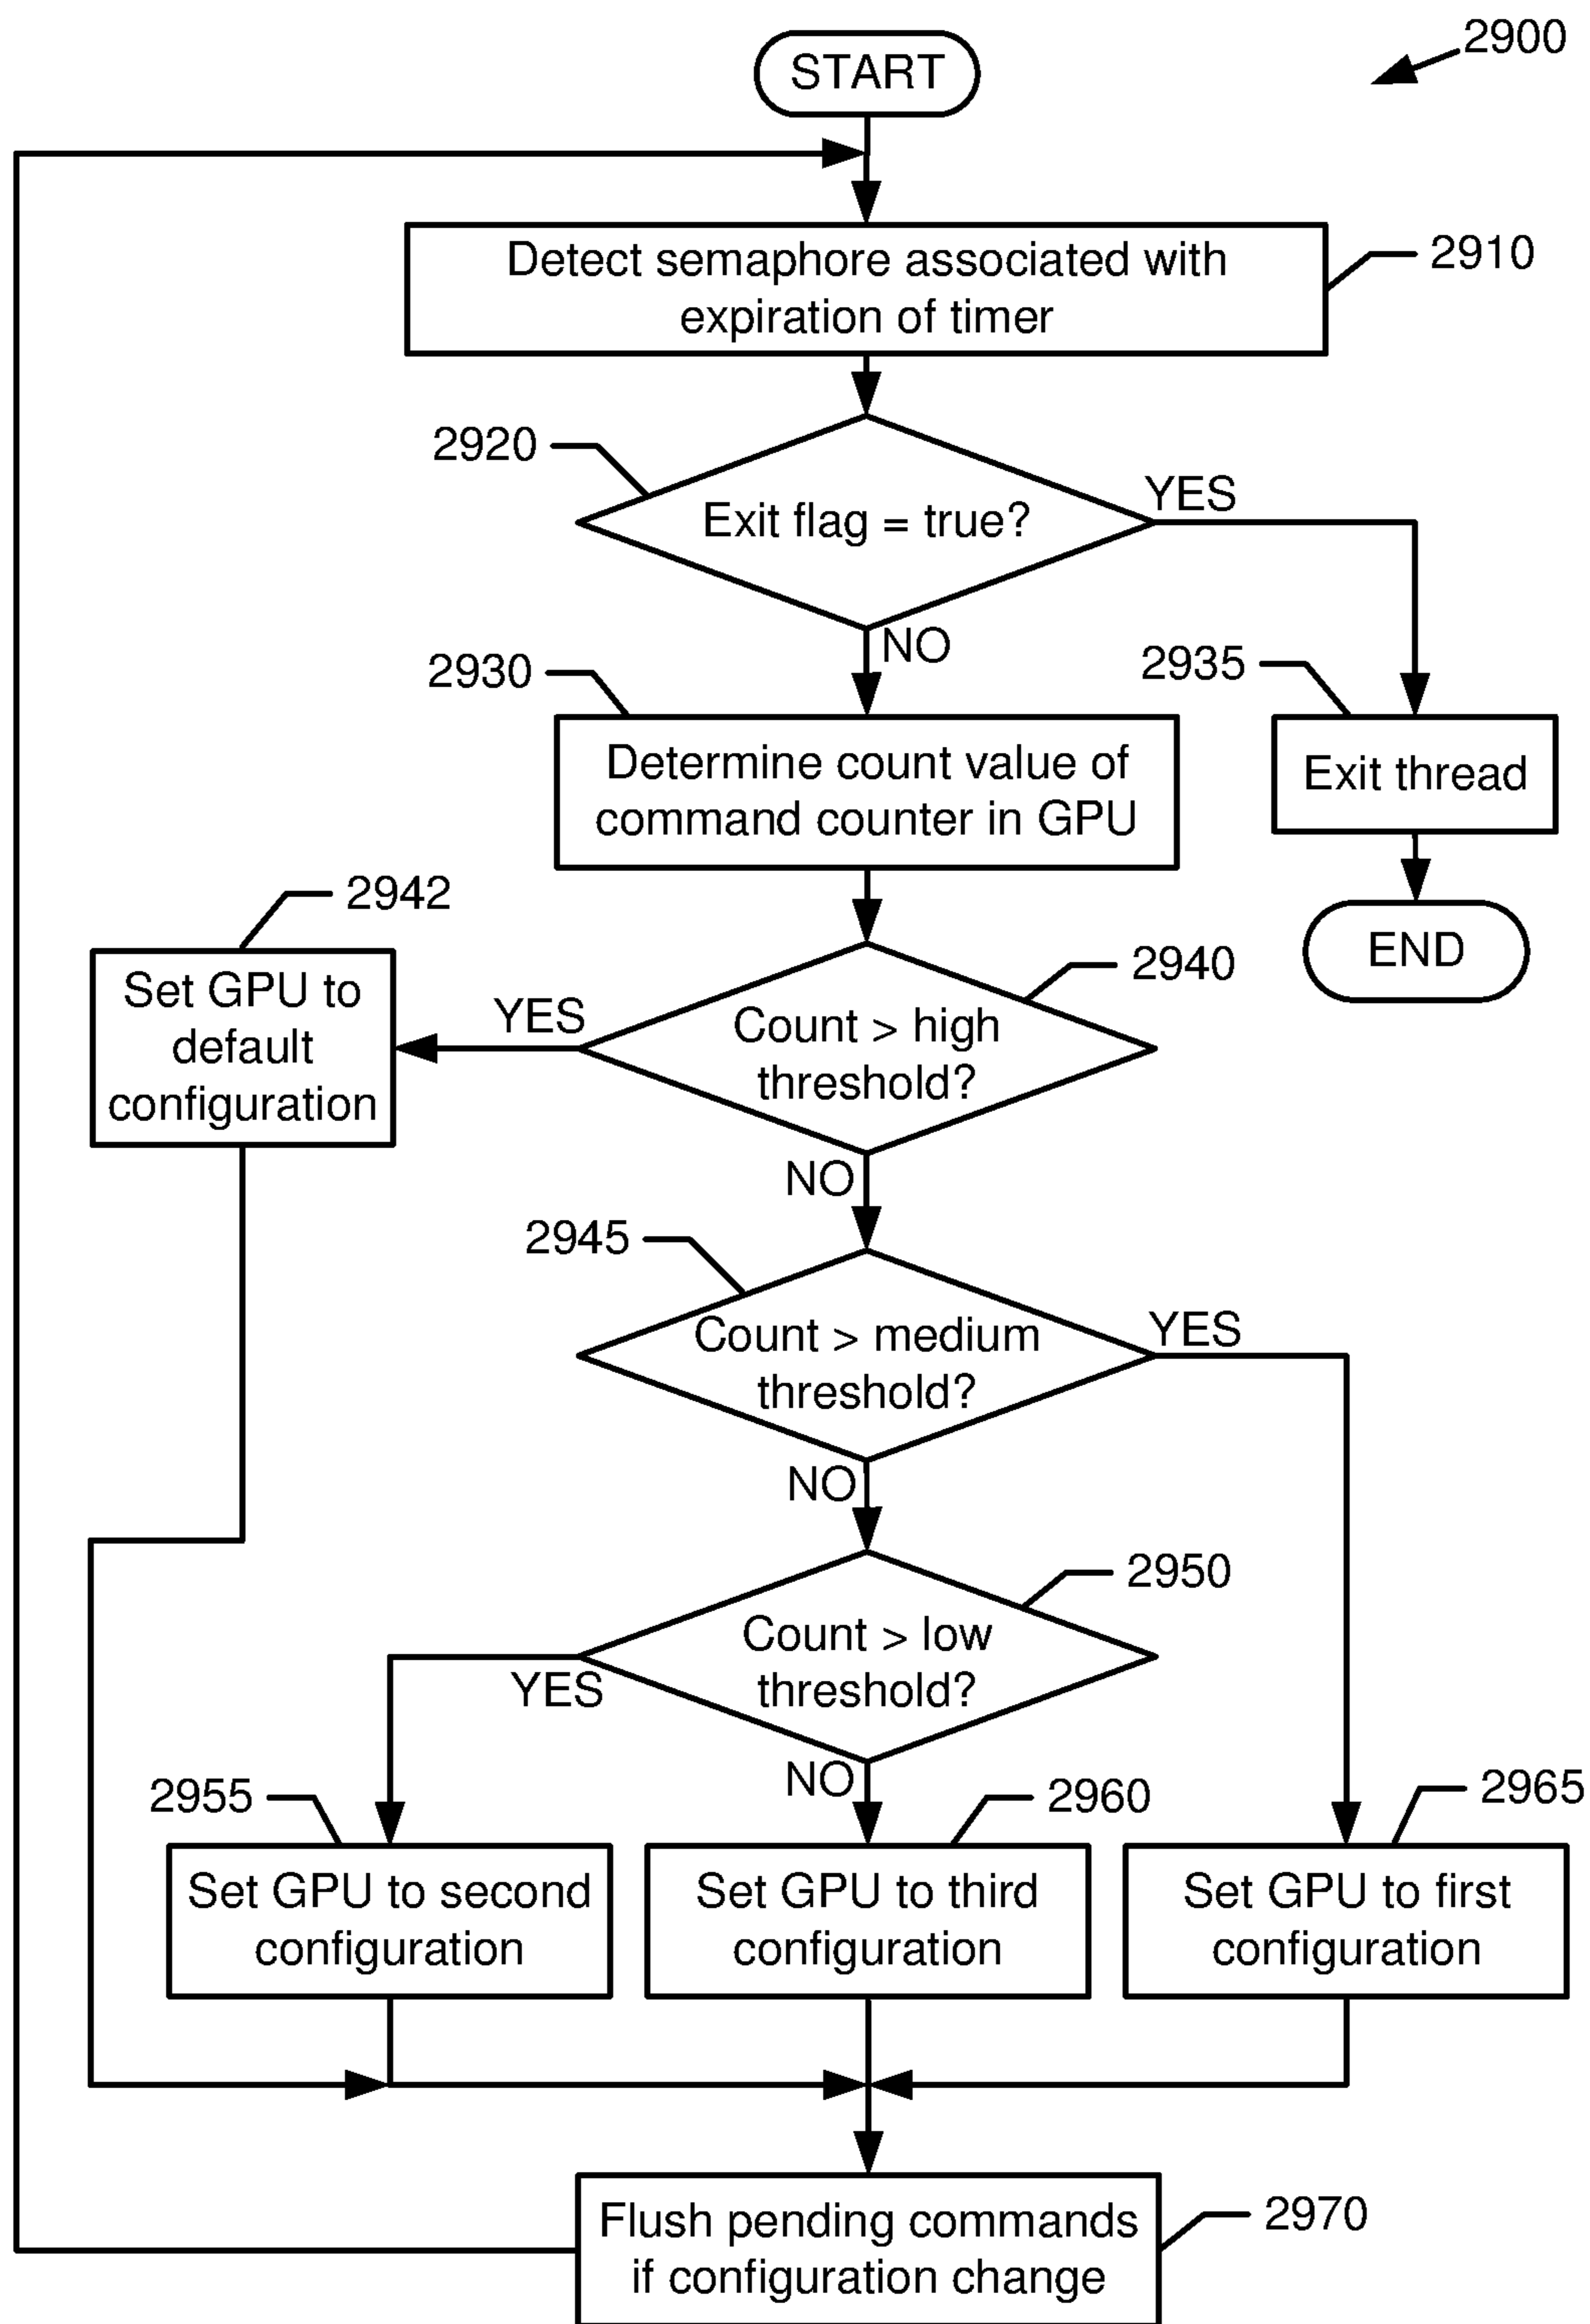 2900
START
Detect semaphore associated with
expiration of timer
2910
2920
Exit flag = true?
YES
NO
2930
2935
Determine count value of
command counter in GPU
Exit thread
2942
END
2940
Set GPU to
default
configuration
YES
Count > high
threshold?
NO
2945
Count > medium
threshold?
YES
NO
2950
Count > low
threshold?
YES
NO
2955
2960
2965
Set GPU to second
configuration
Set GPU to third
configuration
Set GPU to first
configuration
Flush pending commands
if configuration change
2970